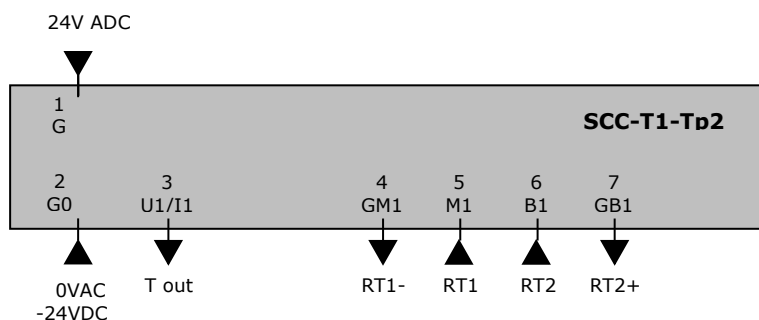 24V ADC
1
G
SCC-T1-Tp2
2 3 4 5 6 7
G0 U1/I1 GM1 M1 B1 GB1
0VAC T out RT1- RT1 RT2 RT2+
-24VDC